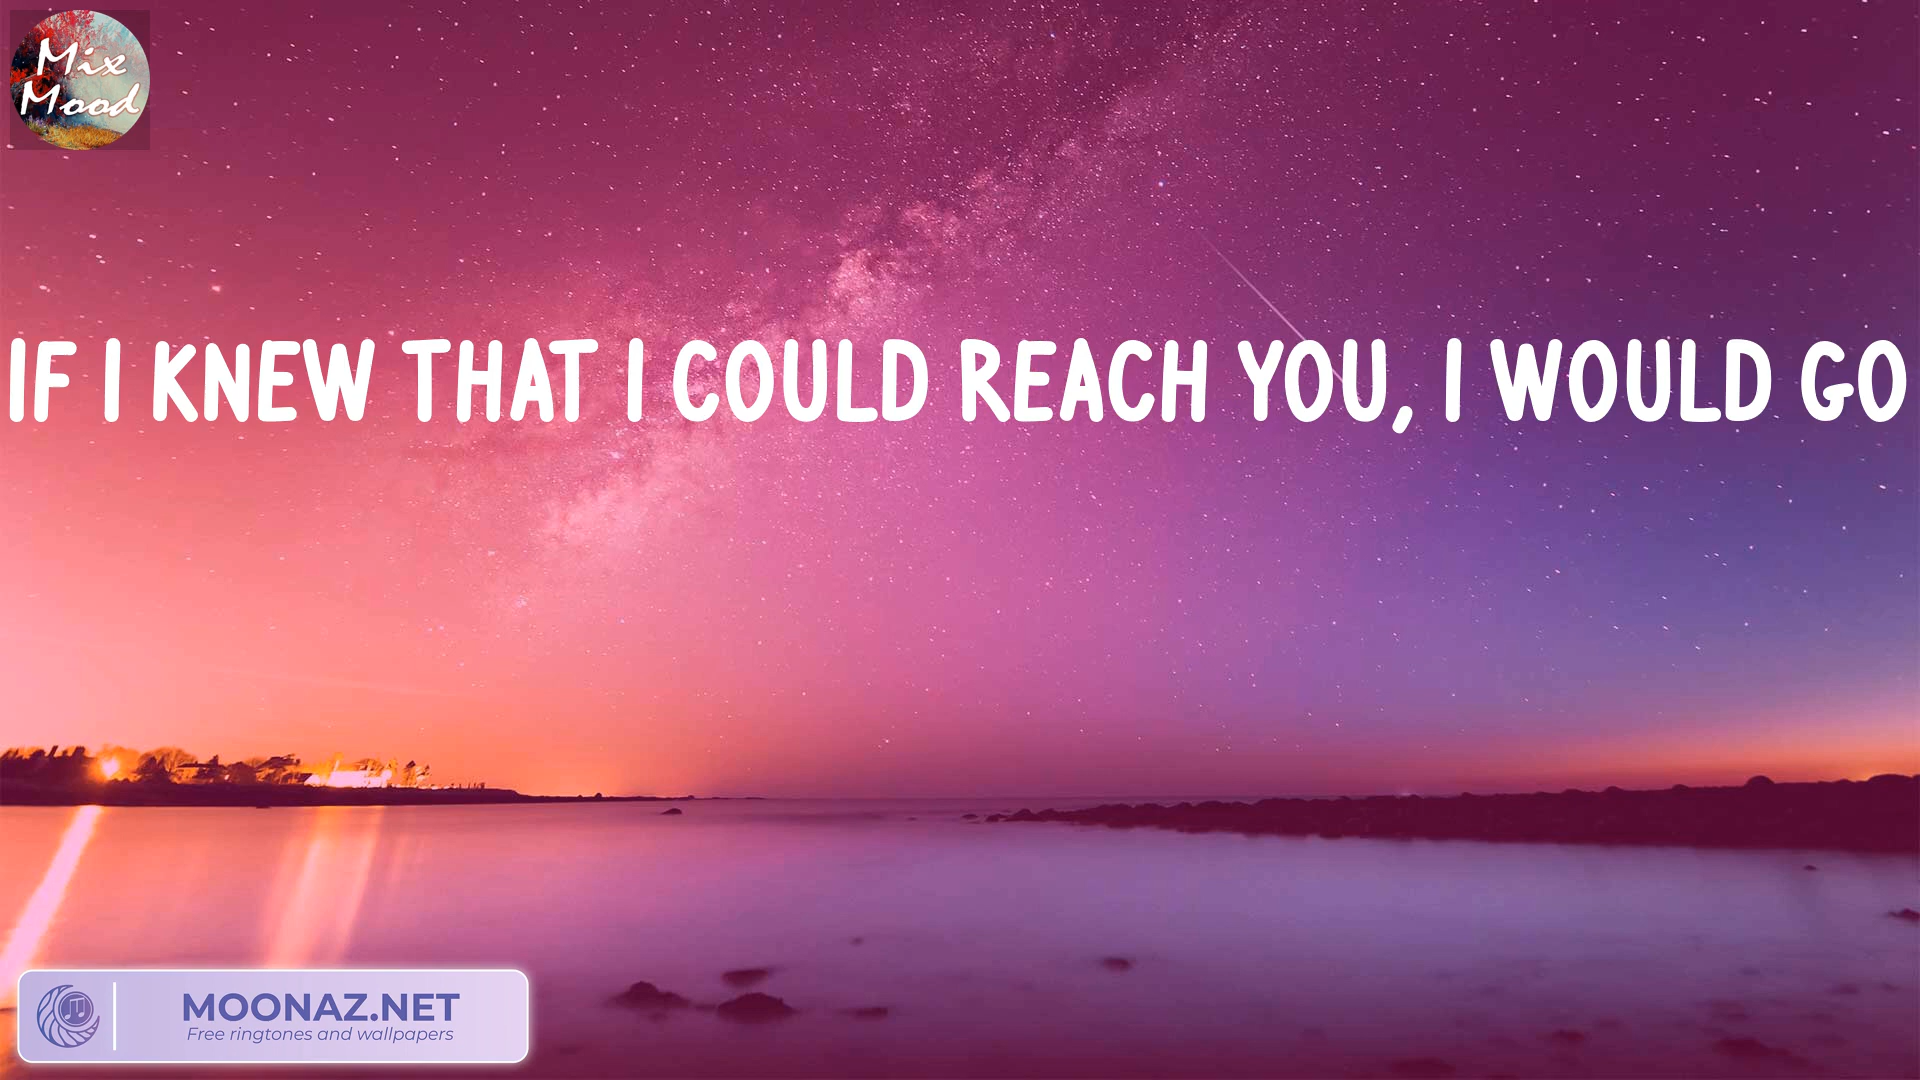 Mix
Mood
IF I KNEW THAT I COULD REACH YOU, I WOULD GO
MOONAZ.NET
Free ringtones and wallpapers